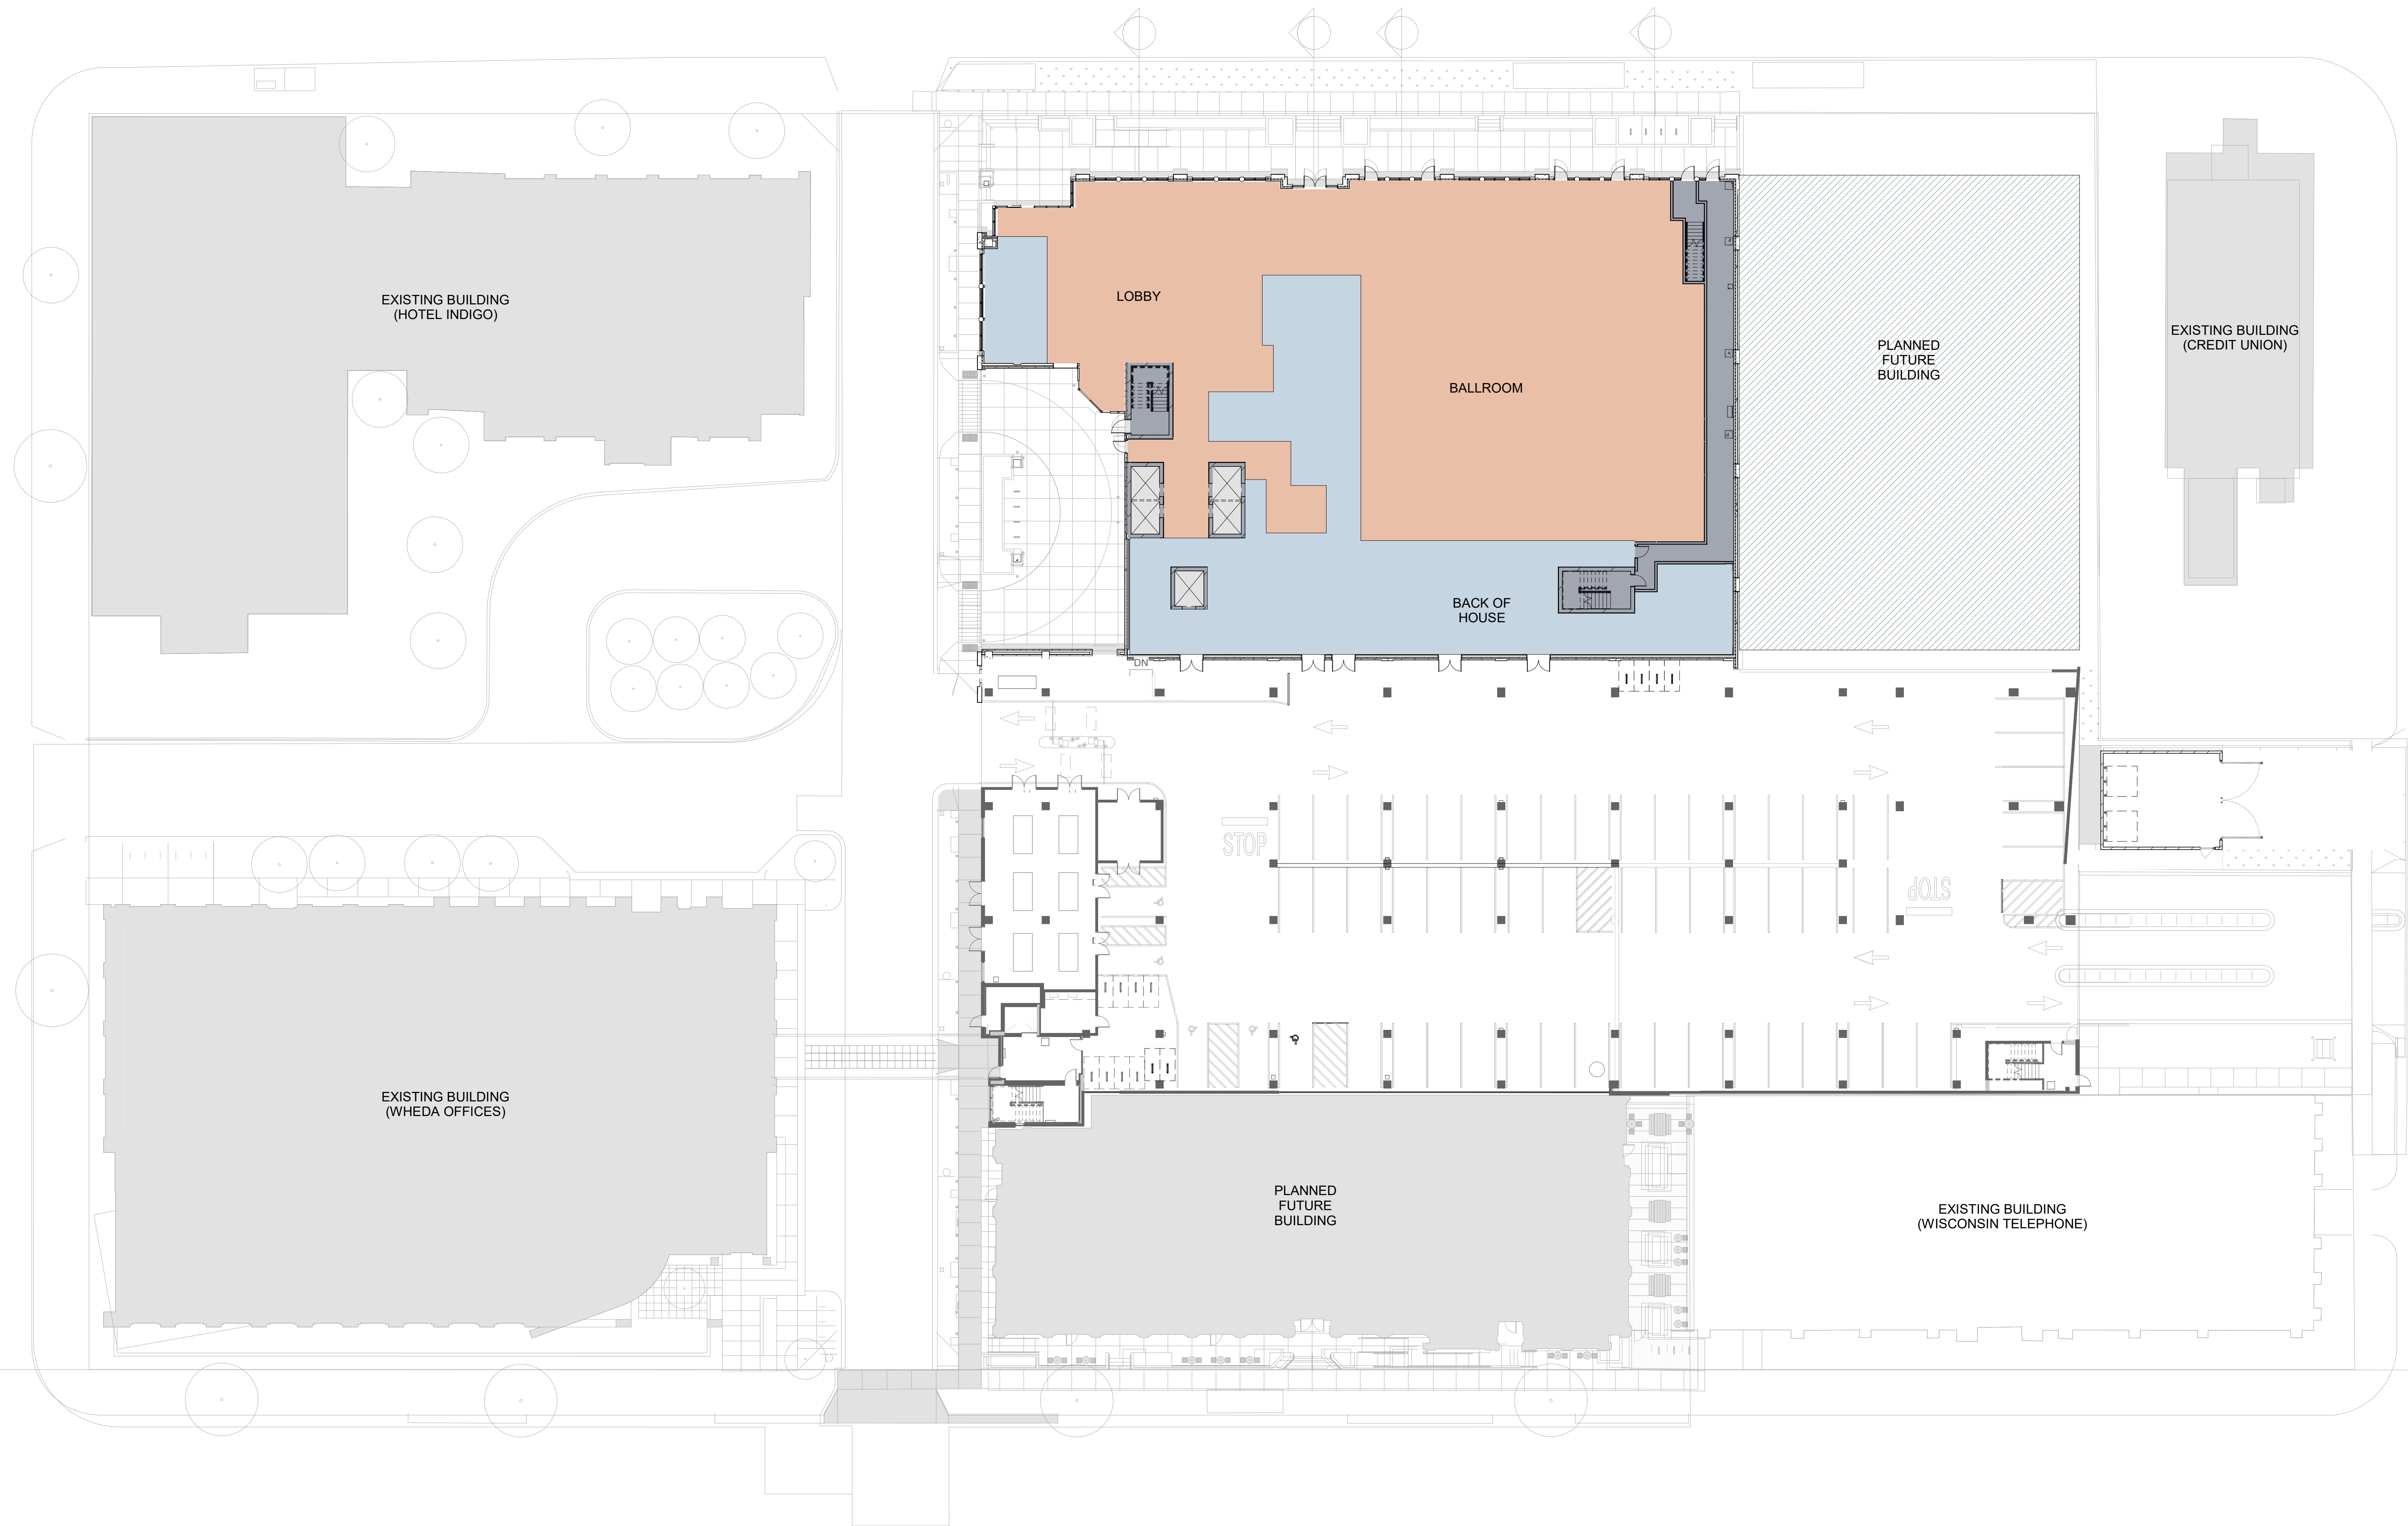 EXISTING BUILDING
(HOTEL INDIGO)
LOBBY
BALLROOM
PLANNED
FUTURE
BUILDING
EXISTING BUILDING
(CREDIT UNION)
BACK OF
HOUSE
DN
STOP
STOP
EXISTING BUILDING
(WHEDA OFFICES)
PLANNED
FUTURE
BUILDING
EXISTING BUILDING
(WISCONSIN TELEPHONE)